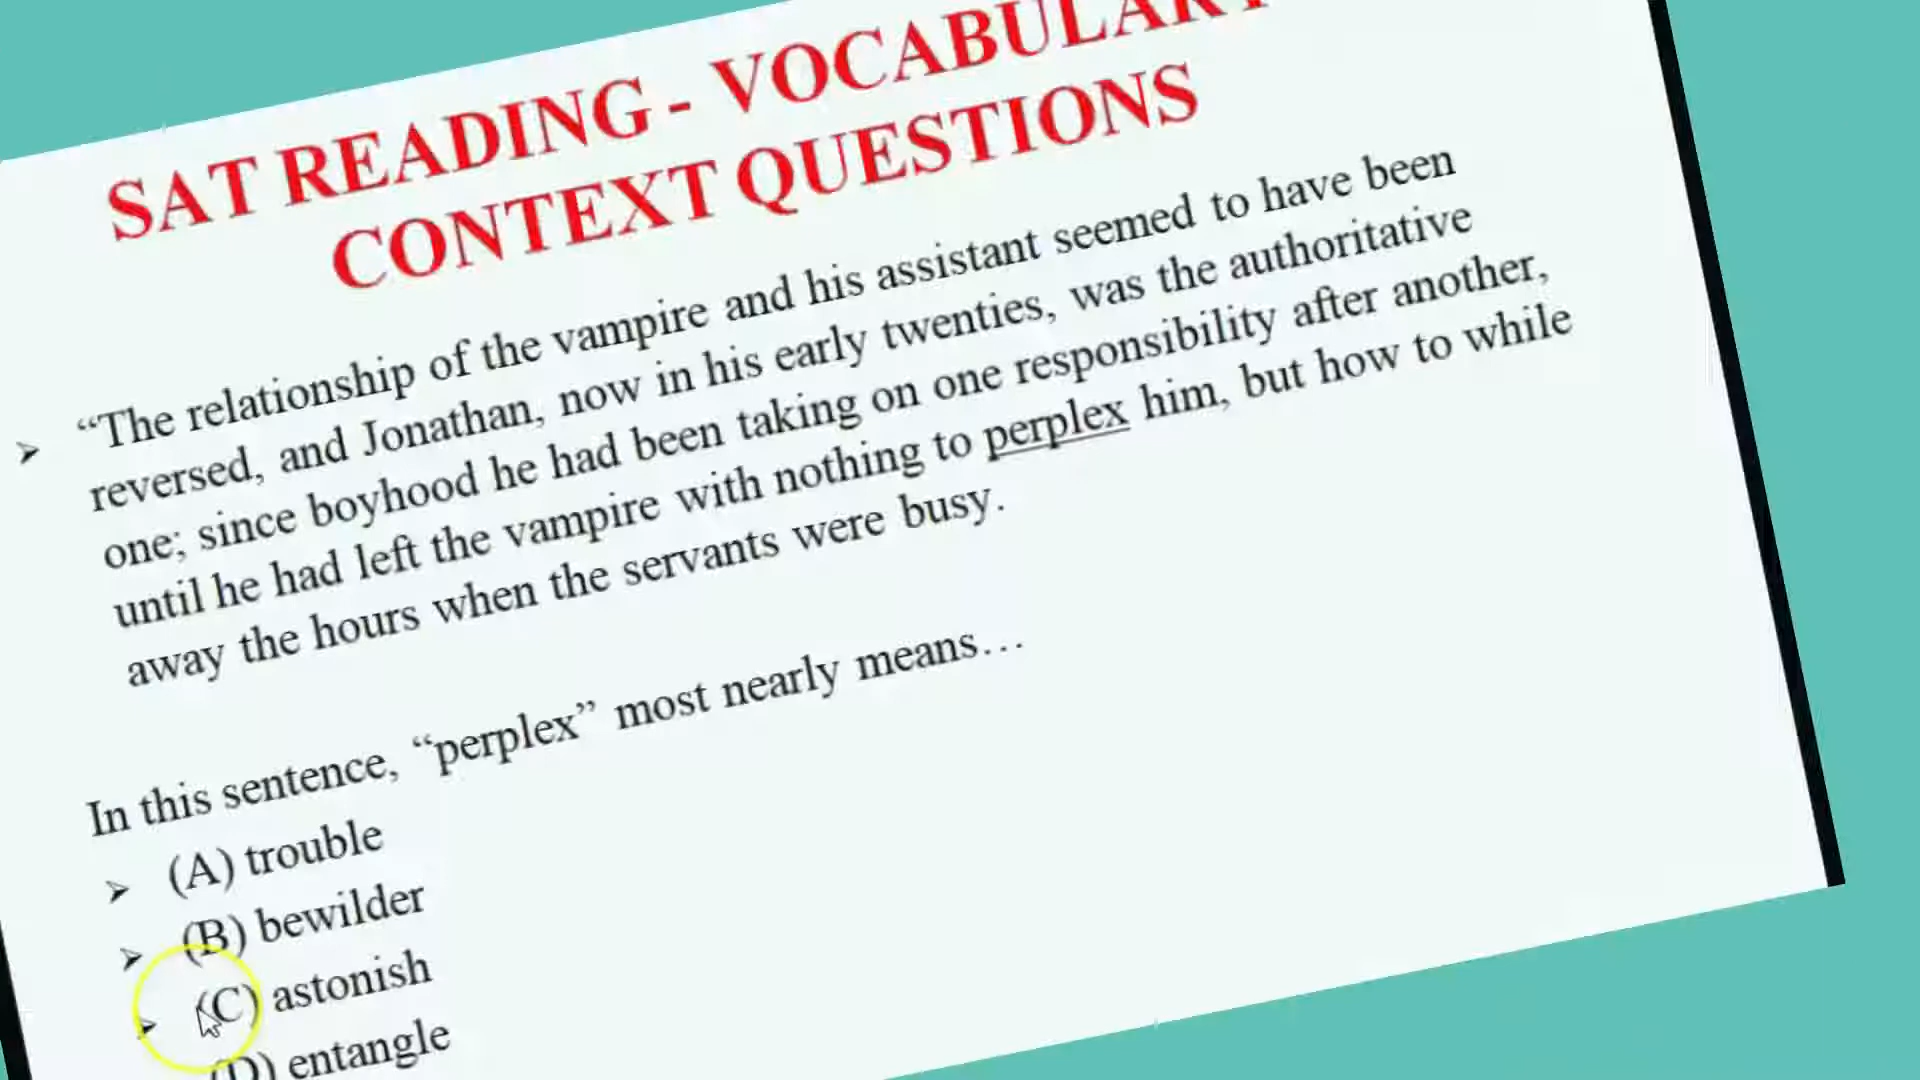 SAT READING - VOCABULARY
CONTEXT QUESTIONS
“The relationship of the vampire and his assistant seemed to have been
reversed, and Jonathan, now in his early twenties, was the authoritative
one; since boyhood he had been taking on one responsibility after another,
until he had left the vampire with nothing to perplex him, but how to while
away the hours when the servants were busy.
In this sentence, “perplex” most nearly means…
(A) trouble
(B) bewilder
(C) astonish
(D) entangle